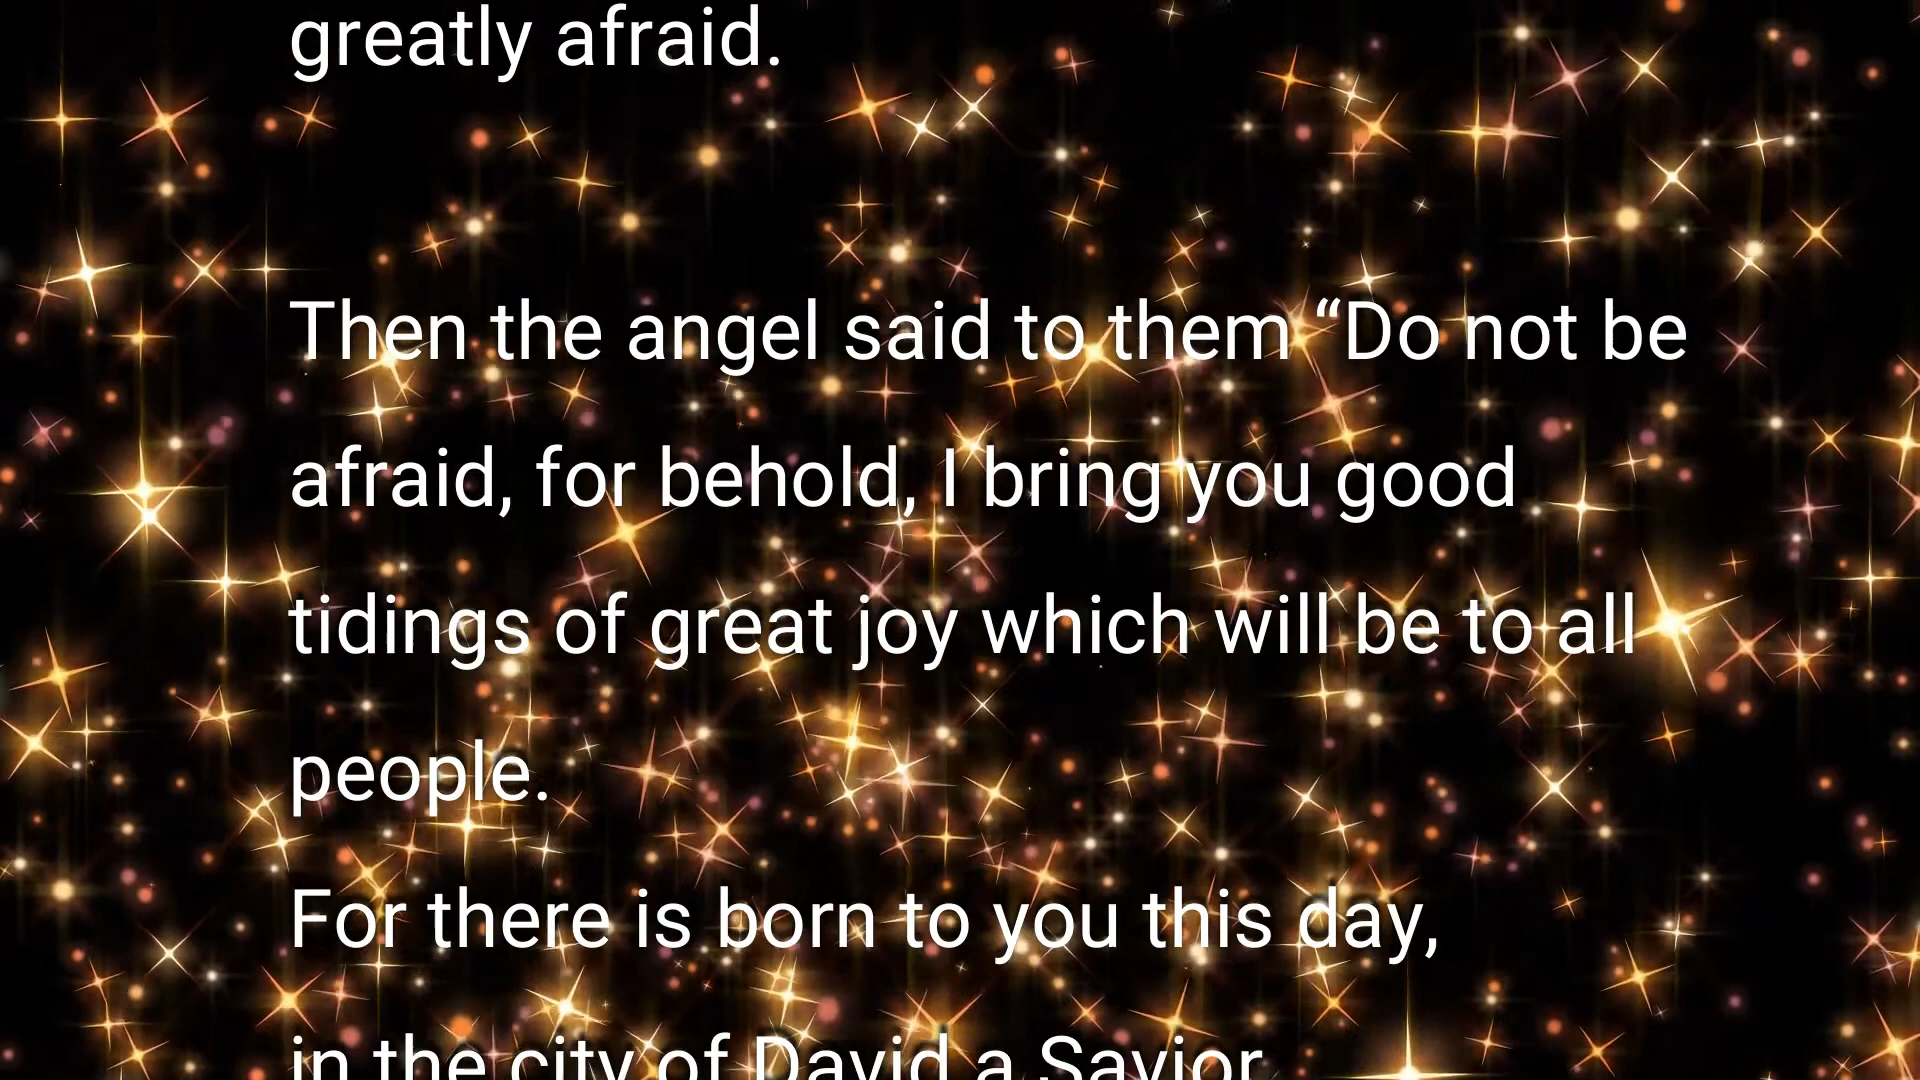 greatly afraid.
Then the angel said to them “Do not be
afraid, for behold, I bring you good
tidings of great joy which will be to all
people.
For there is born to you this day,
in the city of David a Savior